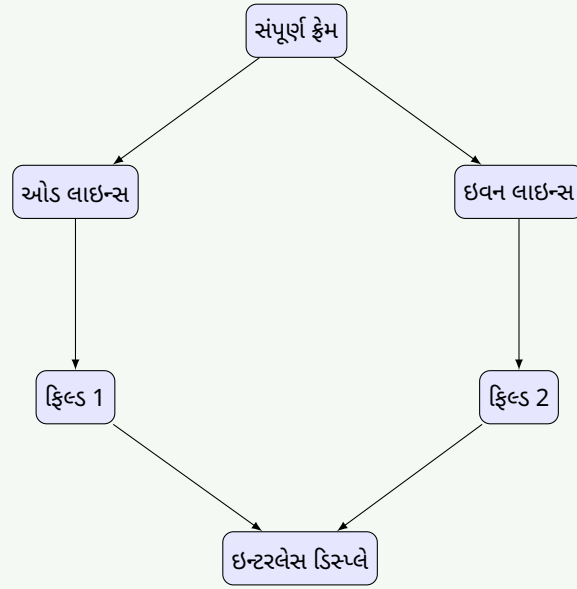 સંપૂર્ણ ફ્રેમ
ઓડ લાઇન્સ
ઇવન લાઇન્સ
ફિલ્ડ 1
ફિલ્ડ 2
ઇન્ટરલેસ ડિસ્પ્લે